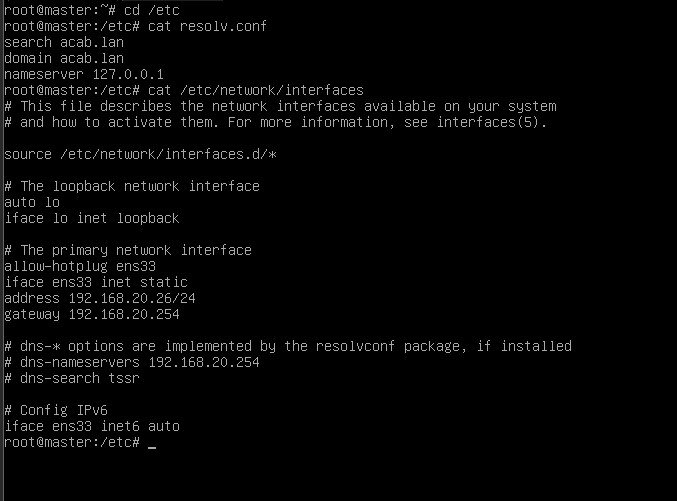 root@master:~# cd /etc
root@master:/etc# cat resolv.conf
search acab.lan
domain acab.lan
nameserver 127.0.0.1
root@master:/etc# cat /etc/network/interfaces
# This file describes the network interfaces available on your system
# and how to activate them. For more information, see interfaces(5).
source /etc/network/interfaces.d/*
# The loopback network interface
auto lo
iface lo inet loopback
# The primary network interface
allow-hotplug ens33
iface ens33 inet static
address 192.168.20.26/24
gateway 192.168.20.254
# dns-* options are implemented by the resolvconf package, if installed
# dns-nameservers 192.168.20.254
# dns-search tssr
# Config IPv6
iface ens33 inet6 auto
root@master:/etc# _